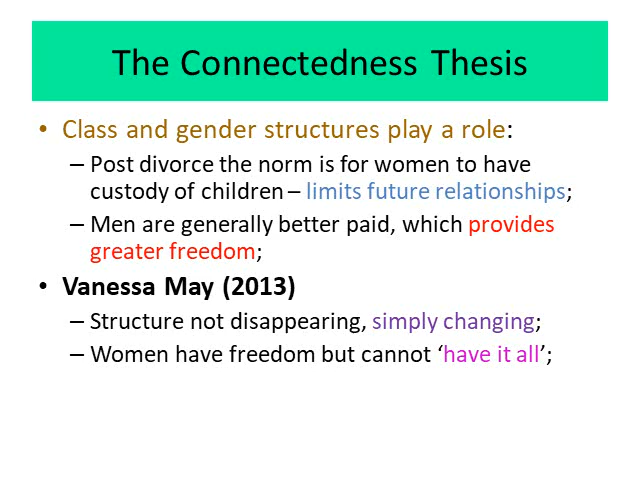 The Connectedness Thesis
• Class and gender structures play a role:
– Post divorce the norm is for women to have
custody of children – limits future relationships;
– Men are generally better paid, which provides
greater freedom;
• Vanessa May (2013)
– Structure not disappearing, simply changing;
– Women have freedom but cannot ‘have it all’;